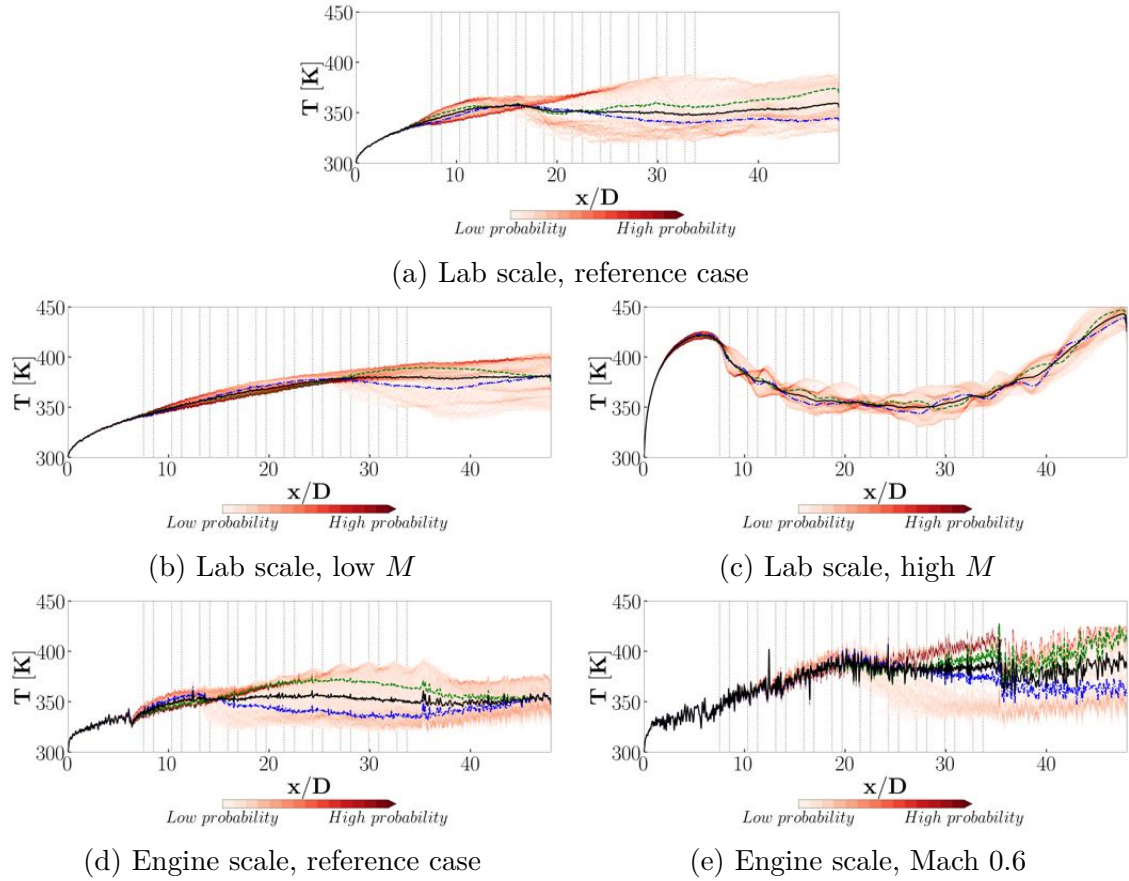 450
400
350
300
T [K]
0 10 20 30 40
x/D
Low probability High probability
(a) Lab scale, reference case
450
400
350
300
T [K]
0 10 20 30 40
x/D
Low probability High probability
(b) Lab scale, low M
450
400
350
300
T [K]
0 10 20 30 40
x/D
Low probability High probability
(c) Lab scale, high M
450
400
350
300
T [K]
0 10 20 30 40
x/D
Low probability High probability
(d) Engine scale, reference case
450
400
350
300
T [K]
0 10 20 30 40
x/D
Low probability High probability
(e) Engine scale, Mach 0.6